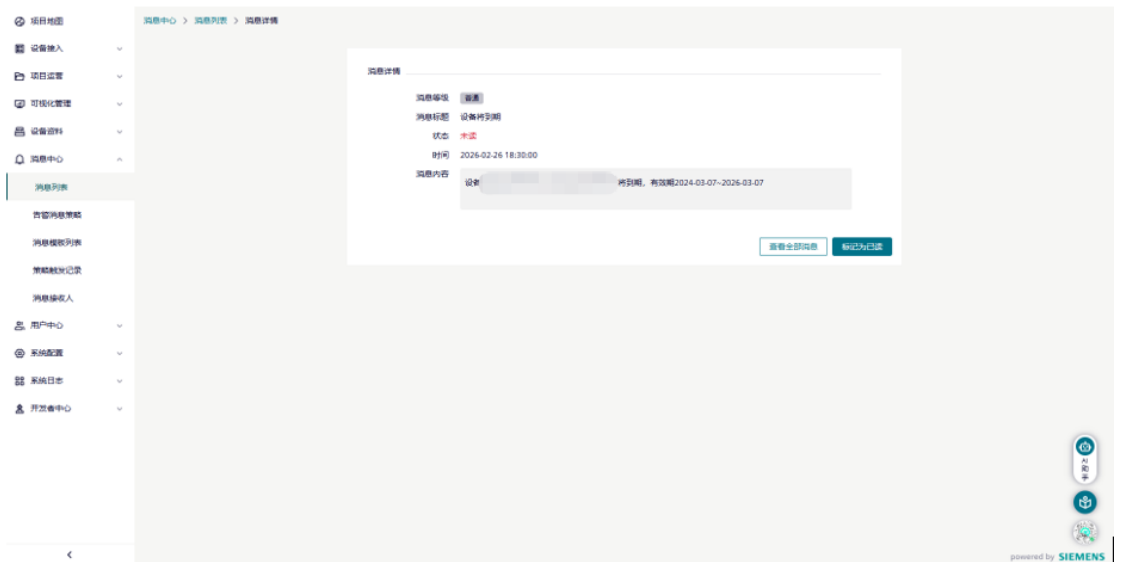 项目地图
设备接入
项目运营
可视化管理
设备资料
消息中心
消息列表
告警消息策略
消息模板列表
策略触发记录
消息接收人
用户中心
系统配置
系统日志
开发者中心
消息中心 > 消息列表 > 消息详情
消息详情
消息等级 普通
消息标题 设备将到期
状态 未读
时间 2026-02-26 18:30:00
消息内容 设备 将到期，有效期2024-03-07~2026-03-07
查看全部消息 标记为已读
AI助手
powered by SIEMENS